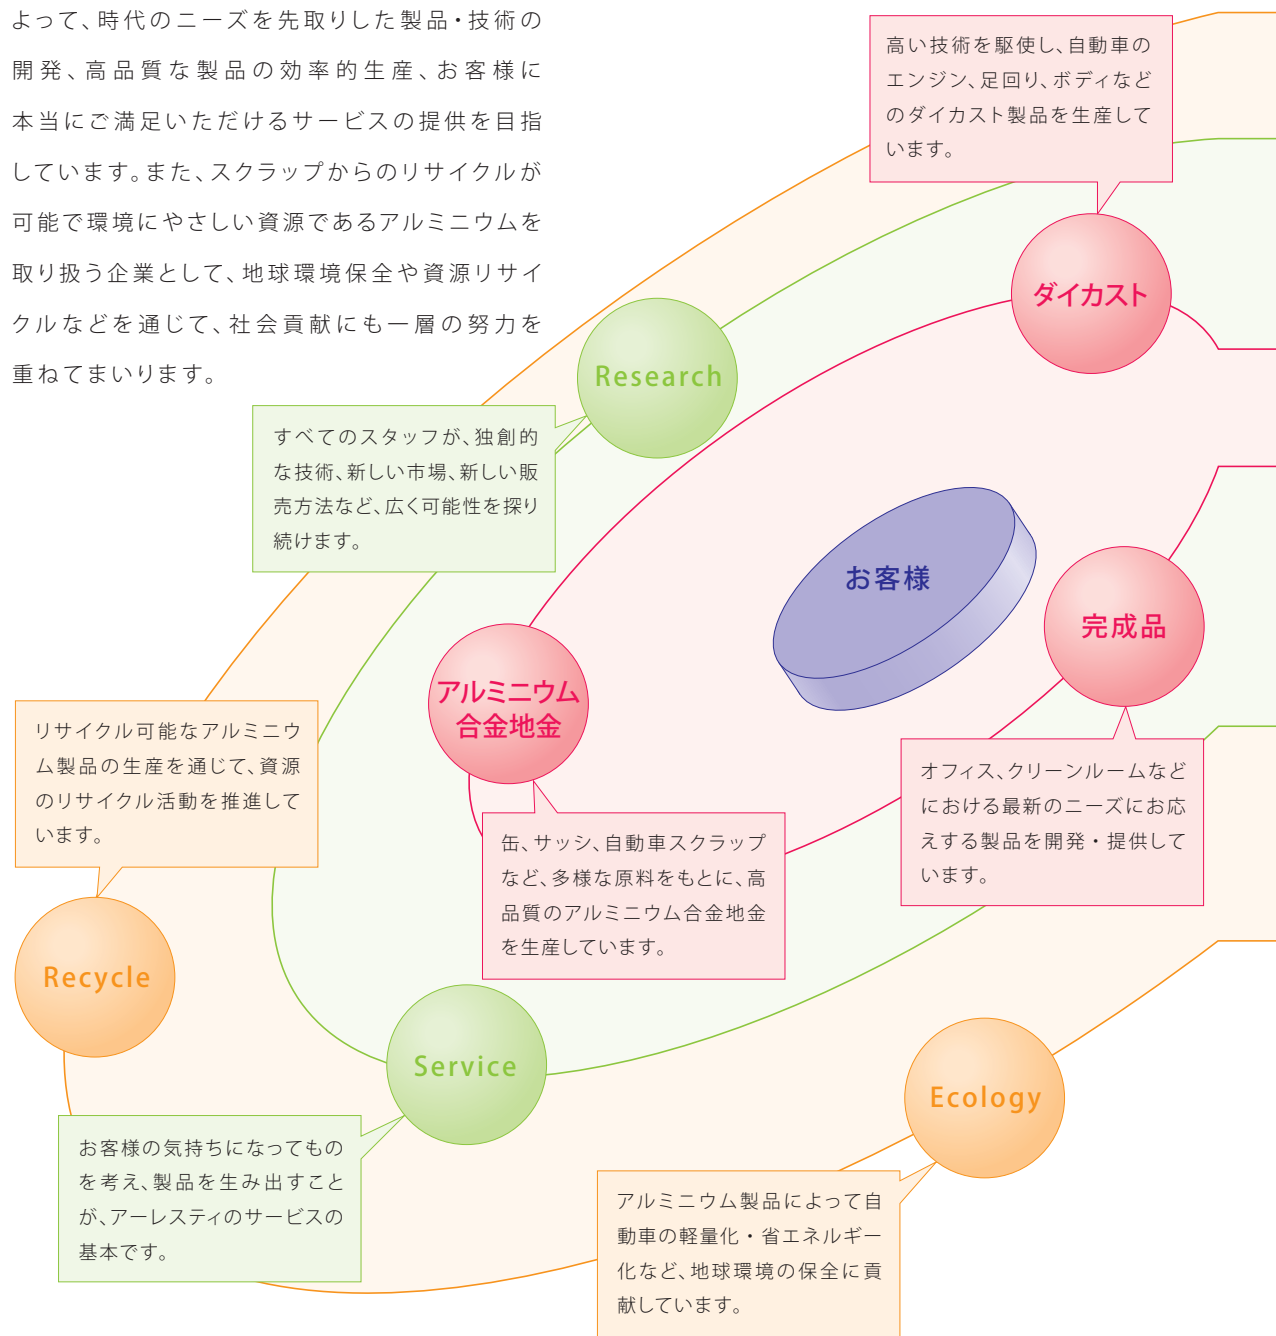 よって、時代のニーズを先取りした製品・技術の
開発、高品質な製品の効率的生産、お客様に
本当にご満足いただけるサービスの提供を目指
しています。また、スクラップからのリサイクルが
可能で環境にやさしい資源であるアルミニウムを
取り扱う企業として、地球環境保全や資源リサイ
クルなどを通じて、社会貢献にも一層の努力を
重ねてまいります。
高い技術を駆使し、自動車の
エンジン、足回り、ボディなど
のダイカスト製品を生産して
います。
ダイカスト
Research
すべてのスタッフが、独創的
な技術、新しい市場、新しい販
売方法など、広く可能性を探り
続けます。
お客様
完成品
アルミニウム
合金地金
リサイクル可能なアルミニウ
ム製品の生産を通じて、資源
のリサイクル活動を推進して
います。
オフィス、クリーンルームなど
における最新のニーズにお応
えする製品を開発・提供して
います。
缶、サッシ、自動車スクラップ
など、多様な原料をもとに、高
品質のアルミニウム合金地金
を生産しています。
Recycle
Service
Ecology
お客様の気持ちになってもの
を考え、製品を生み出すこと
が、アーレスティのサービスの
基本です。
アルミニウム製品によって自
動車の軽量化・省エネルギー
化など、地球環境の保全に貢
献しています。